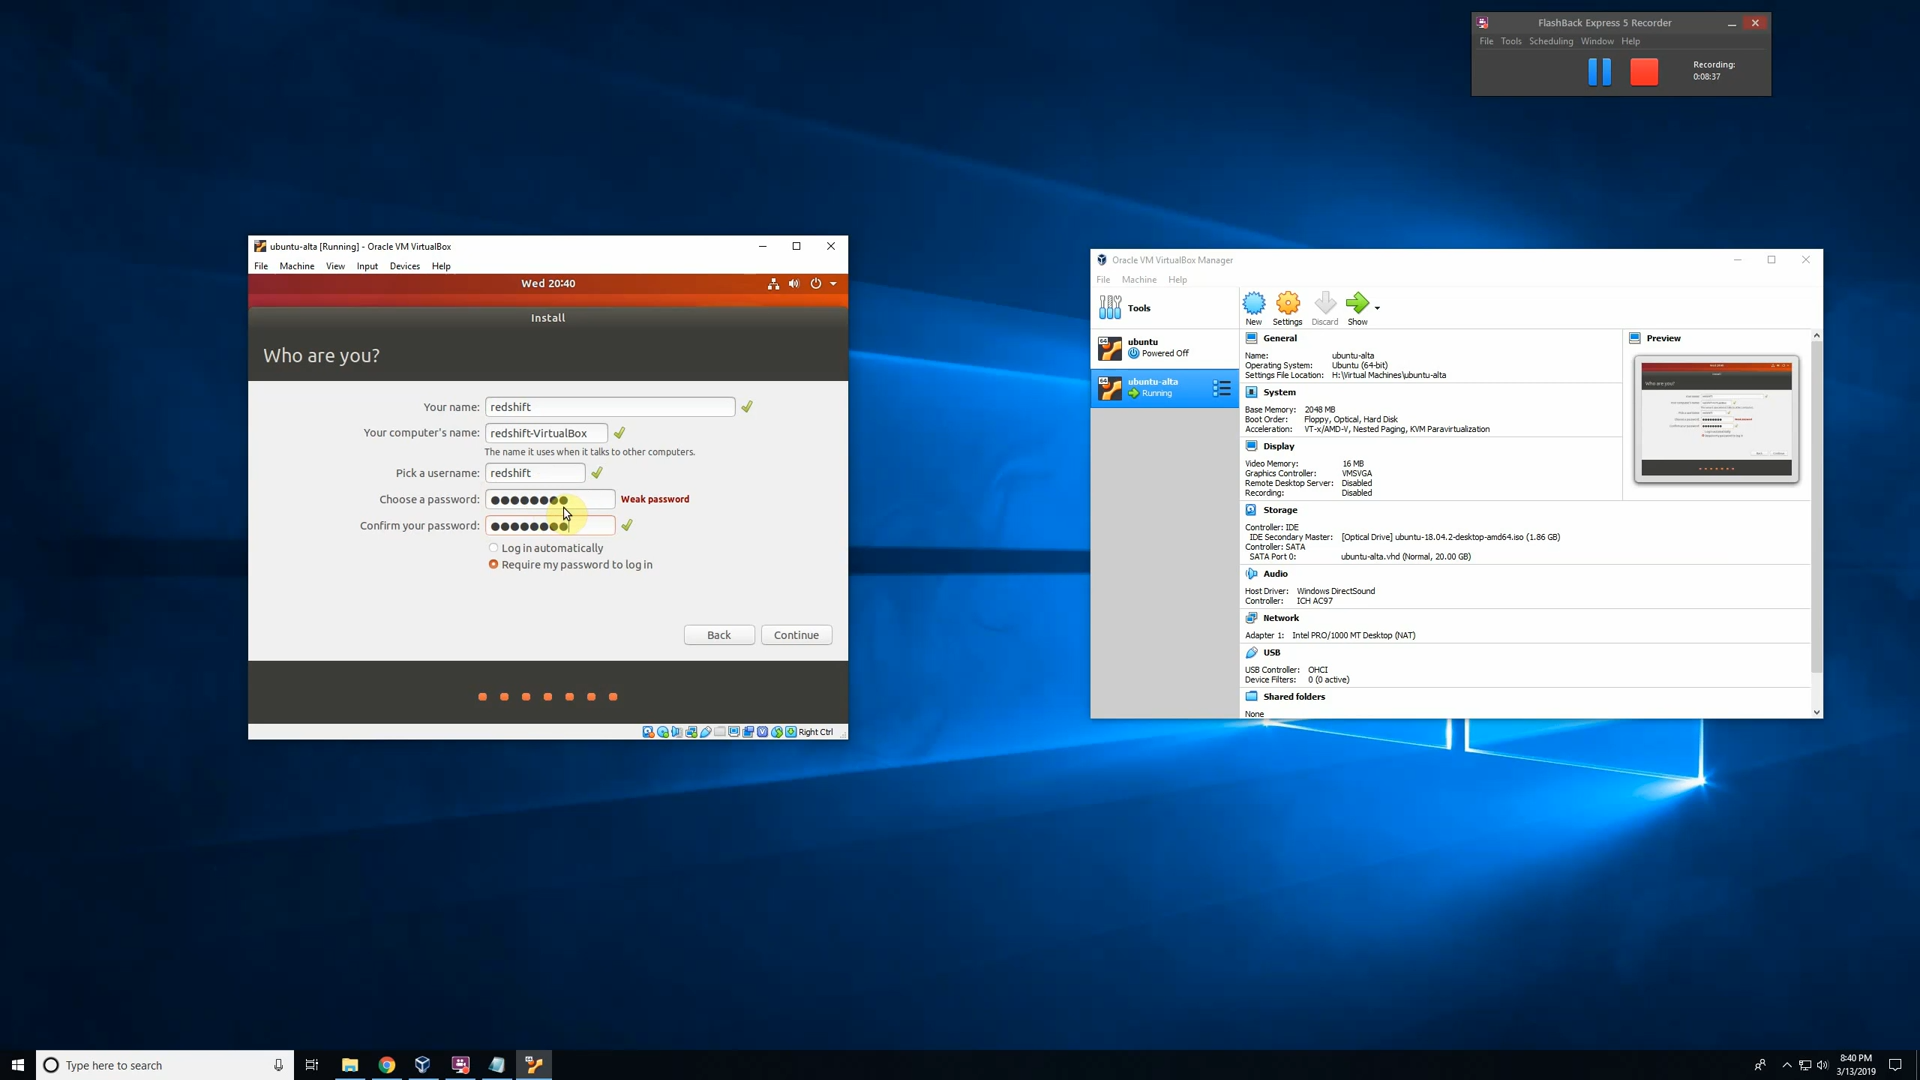 FlashBack Express 5 Recorder
File Tools Scheduling Window Help
Recording:
0:08:37
ubuntu-alta [Running] - Oracle VM VirtualBox
File Machine View Input Devices Help
Wed 20:40
Install
Who are you?
Your name: redshift
Your computer's name: redshift-VirtualBox
The name it uses when it talks to other computers.
Pick a username: redshift
Choose a password: ●●●●●●●● Weak password
Confirm your password: ●●●●●●●●
Log in automatically
Require my password to log in
Back Continue
Right Ctrl
Oracle VM VirtualBox Manager
File Machine Help
Tools
New Settings Discard Show
ubuntu
Powered Off
ubuntu-alta
Running
General
Name: ubuntu-alta
Operating System: Ubuntu (64-bit)
Settings File Location: H:\Virtual Machines\ubuntu-alta
System
Base Memory: 2048 MB
Boot Order: Floppy, Optical, Hard Disk
Acceleration: VT-x/AMD-V, Nested Paging, KVM Paravirtualization
Display
Video Memory: 16 MB
Graphics Controller: VMSVGA
Remote Desktop Server: Disabled
Recording: Disabled
Storage
Controller: IDE
IDE Secondary Master: [Optical Drive] ubuntu-18.04.2-desktop-amd64.iso (1.86 GB)
Controller: SATA
SATA Port 0: ubuntu-alta.vhd (Normal, 20.00 GB)
Audio
Host Driver: Windows DirectSound
Controller: ICH AC97
Network
Adapter 1: Intel PRO/1000 MT Desktop (NAT)
USB
USB Controller: OHCI
Device Filters: 0 (0 active)
Shared folders
None
Preview
Who are you?
Type here to search
8:40 PM
3/13/2019